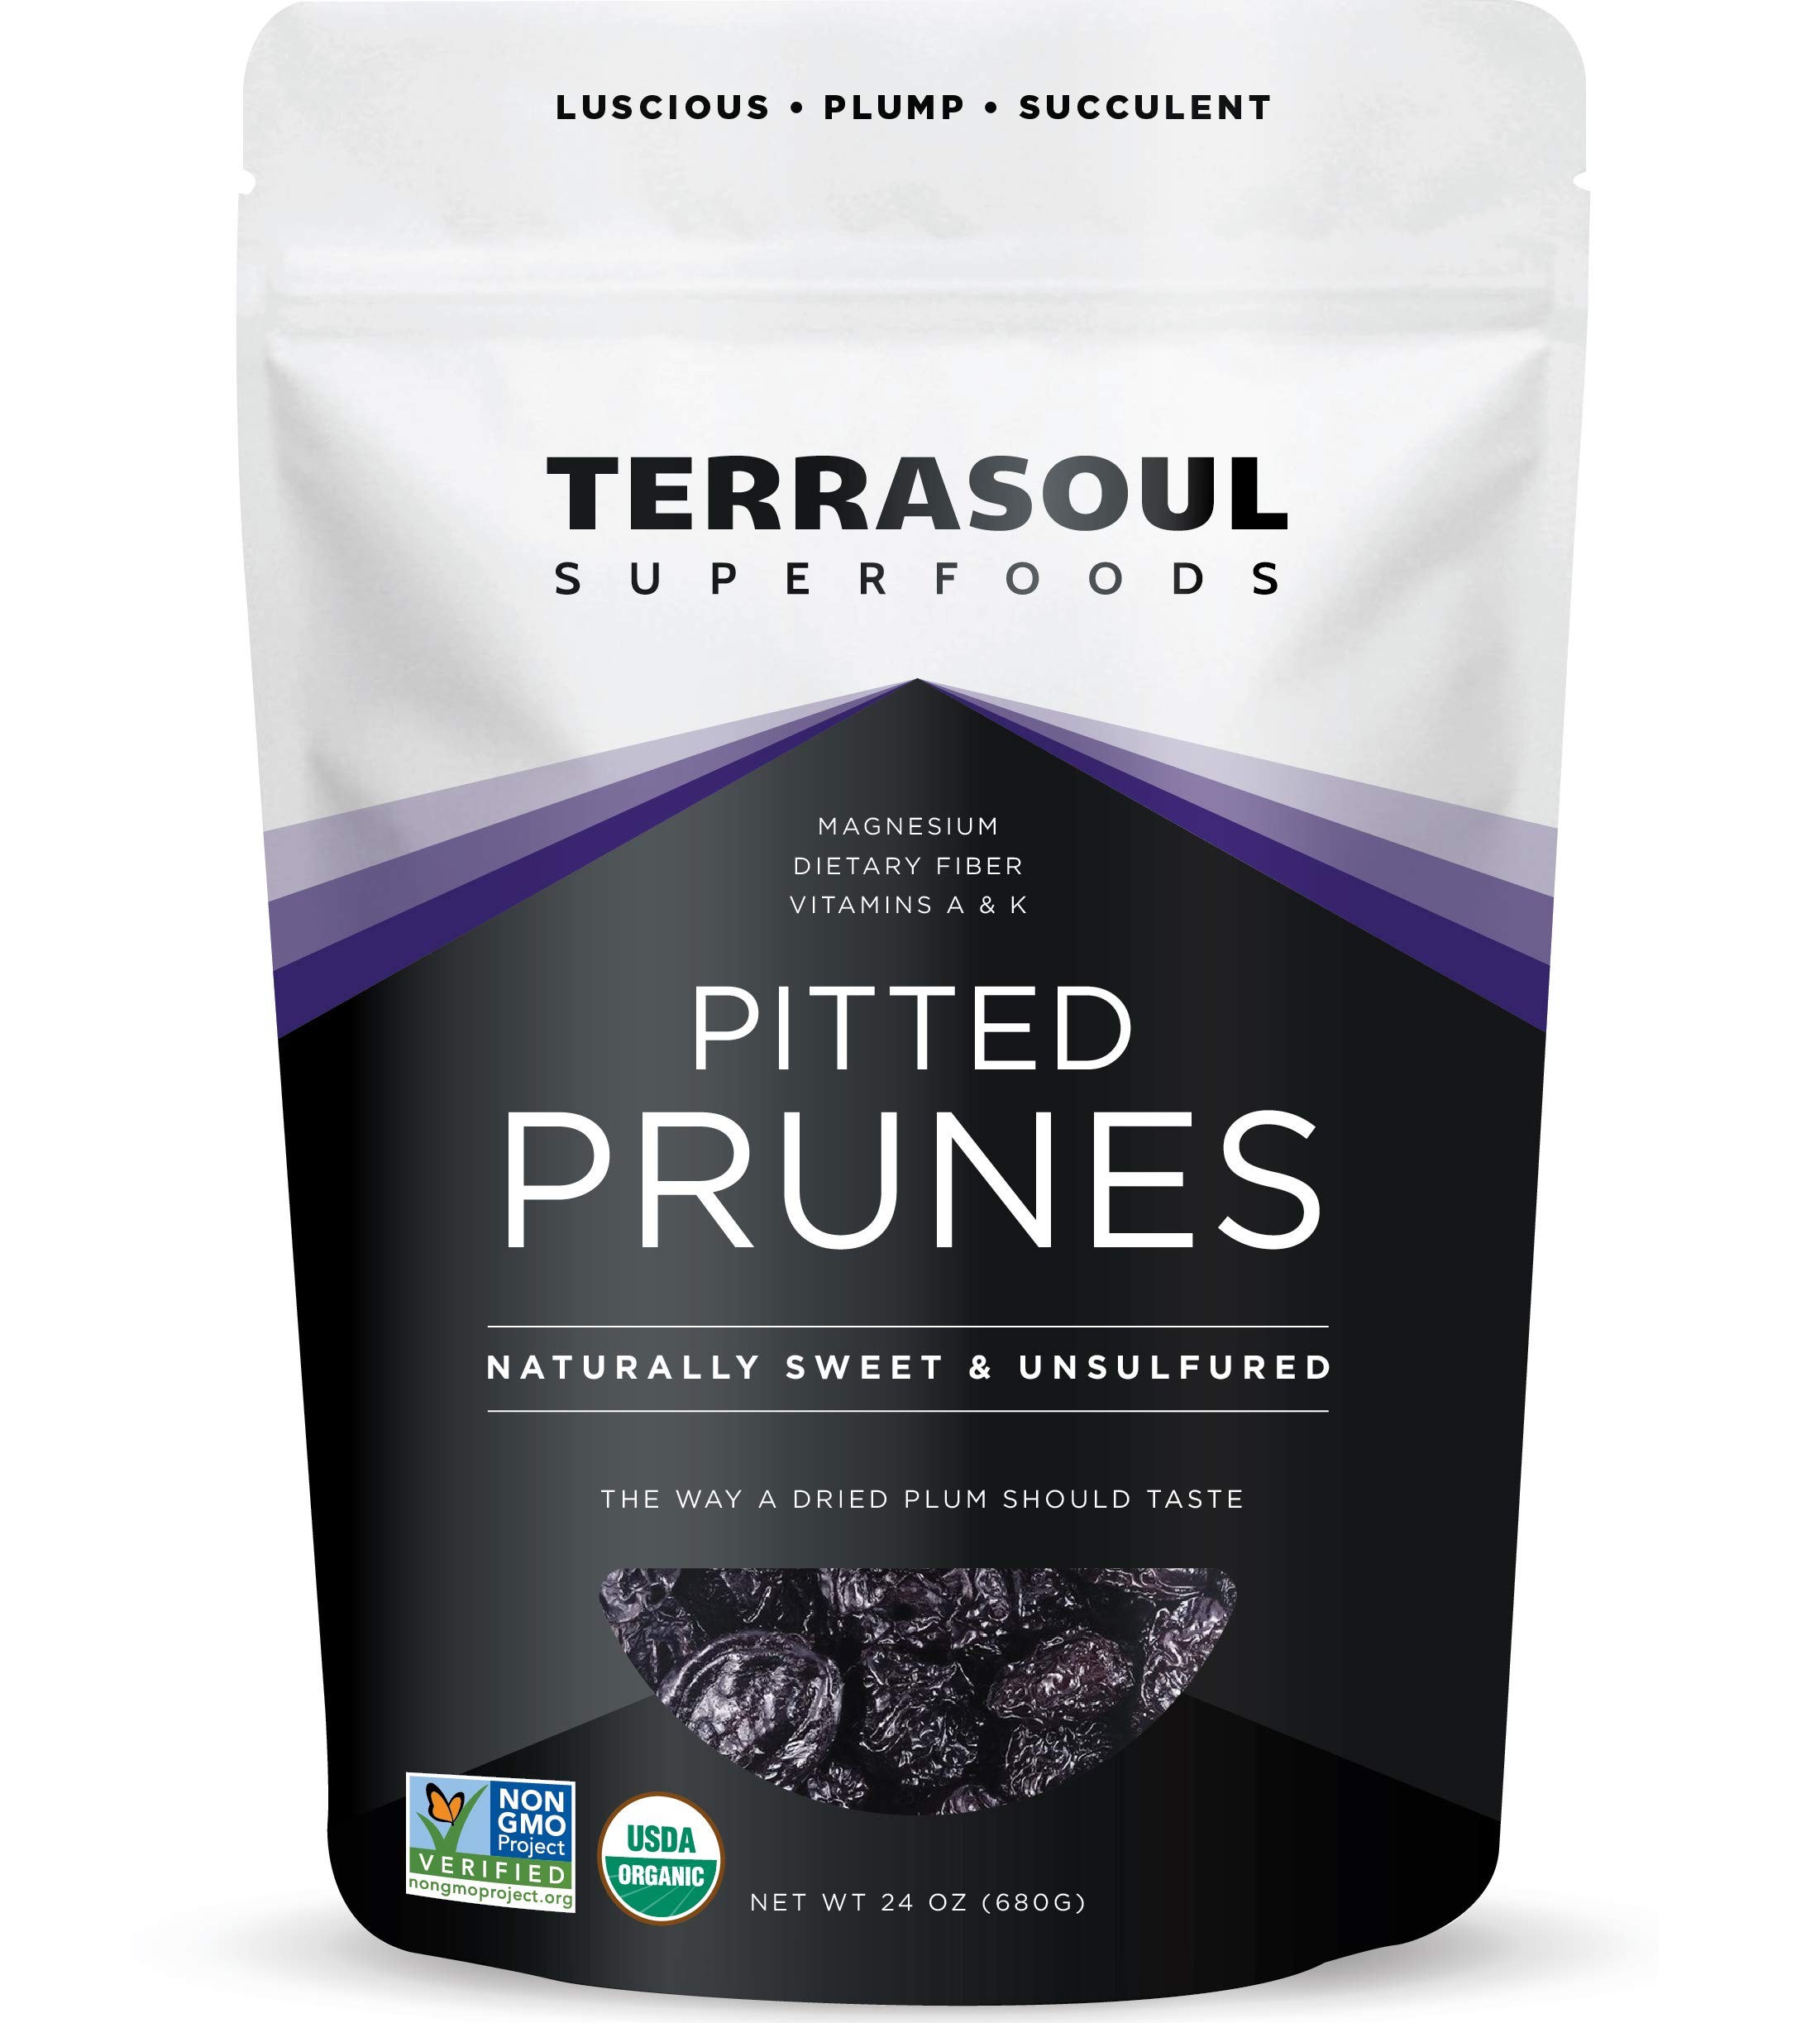 LUSCIOUS • PLUMP • SUCCULENT
TERRASOUL
SUPERFOODS
MAGNESIUM
DIETARY FIBER
VITAMINS A & K
PITTED
PRUNES
NATURALLY SWEET & UNSULFURED
THE WAY A DRIED PLUM SHOULD TASTE
NON
GMO
Project
VERIFIED
nongmoproject.org
USDA
ORGANIC
NET WT 24 OZ (680G)